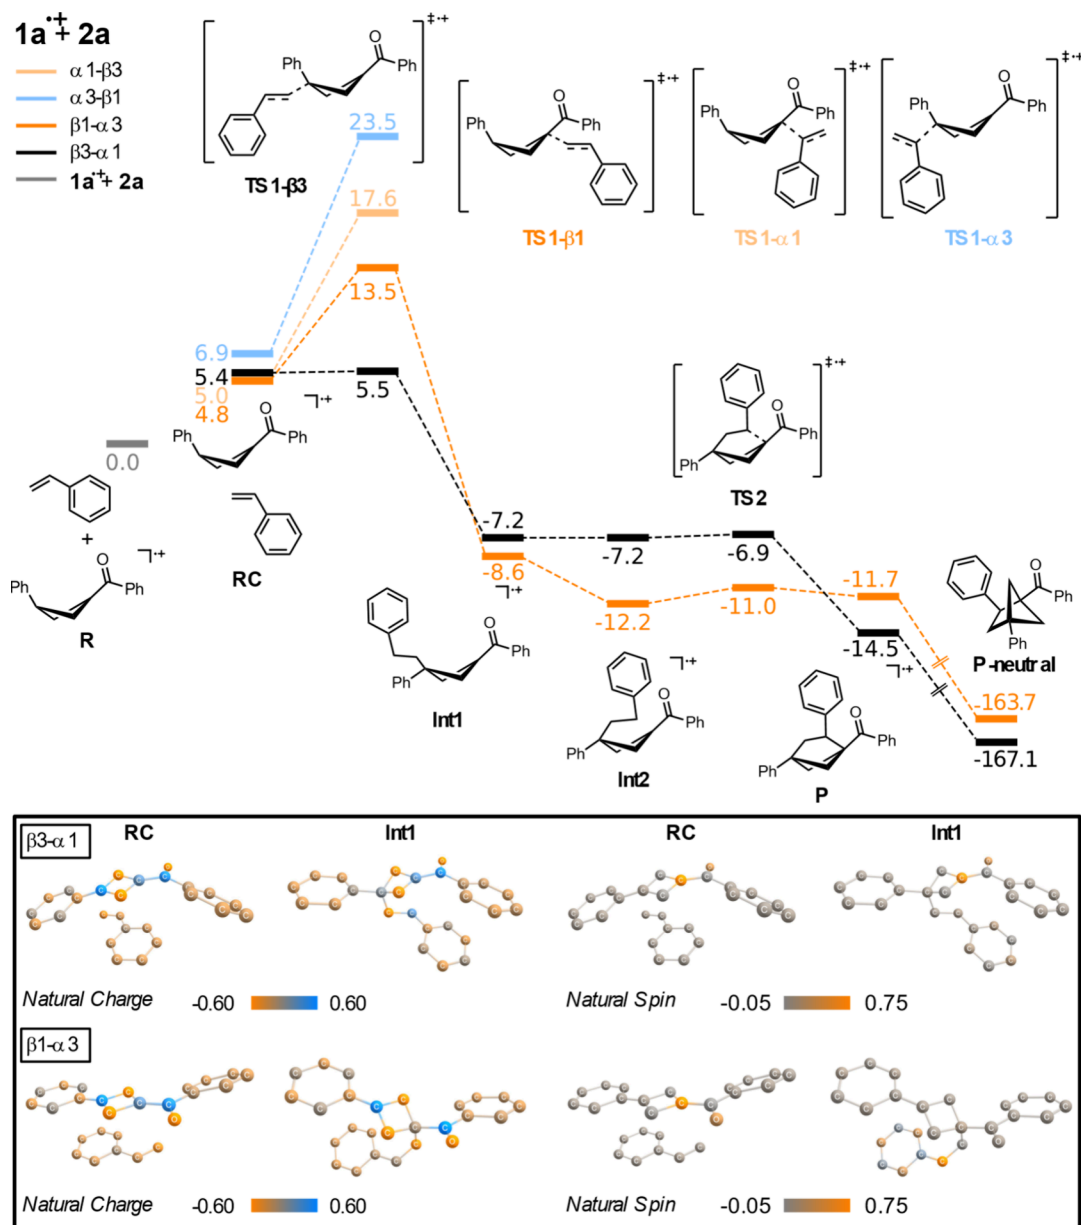 1a•+ + 2a
α1-β3
α3-β1
β1-α3
β3-α1
1a•+ + 2a
Ph
O
Ph
‡•+
TS1-β3
Ph
O
Ph
‡•+
TS1-β1
Ph
O
Ph
‡•+
TS1-α1
Ph
O
Ph
‡•+
TS1-α3
23.5
17.6
13.5
6.9
5.4
5.0
4.8
5.5
0.0
+
Ph
O
Ph
•+
R
Ph
O
Ph
•+
RC
-7.2
-8.6
•+
Ph
O
Ph
Int1
-7.2
-12.2
•+
O
Ph
Ph
Int2
‡•+
O
Ph
Ph
TS2
-6.9
-11.0
-11.7
-14.5
•+
O
Ph
Ph
P
O
Ph
Ph
P-neutral
-163.7
-167.1
β3-α1
RC
Int1
RC
Int1
Natural Charge -0.60 0.60
Natural Spin -0.05 0.75
β1-α3
Natural Charge -0.60 0.60
Natural Spin -0.05 0.75